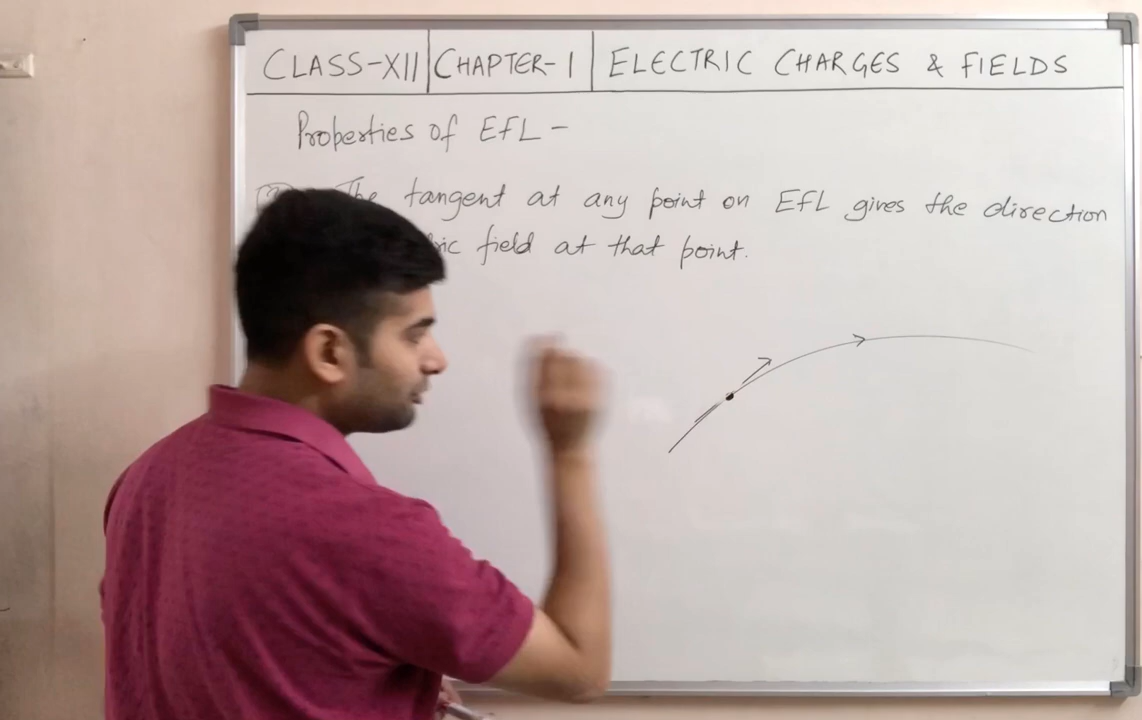 CLASS-XII CHAPTER-1 ELECTRIC CHARGES & FIELDS
Properties of EFL -
The tangent at any point on EFL gives the direction
field at that point.